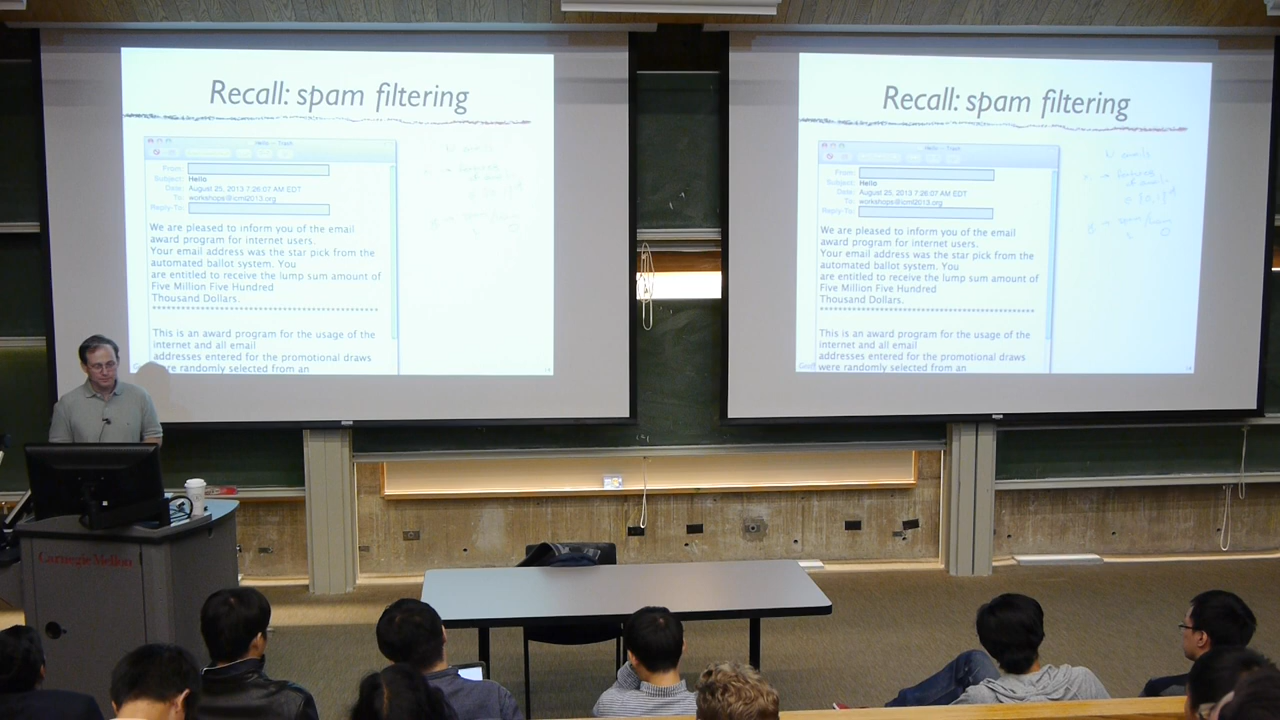 Recall: spam filtering
Hello — Trash
From:
Subject: Hello
Date: August 25, 2013 7:26:07 AM EDT
To: workshops@icml2013.org
Reply-To:
We are pleased to inform you of the email
award program for internet users.
Your email address was the star pick from the
automated ballot system. You
are entitled to receive the lump sum amount of
Five Million Five Hundred
Thousand Dollars.
This is an award program for the usage of the
internet and all email
addresses entered for the promotional draws
were randomly selected from an
Recall: spam filtering
Hello — Trash
From:
Subject: Hello
Date: August 25, 2013 7:26:07 AM EDT
To: workshops@icml2013.org
Reply-To:
We are pleased to inform you of the email
award program for internet users.
Your email address was the star pick from the
automated ballot system. You
are entitled to receive the lump sum amount of
Five Million Five Hundred
Thousand Dollars.
This is an award program for the usage of the
internet and all email
addresses entered for the promotional draws
were randomly selected from an
Carnegie Mellon